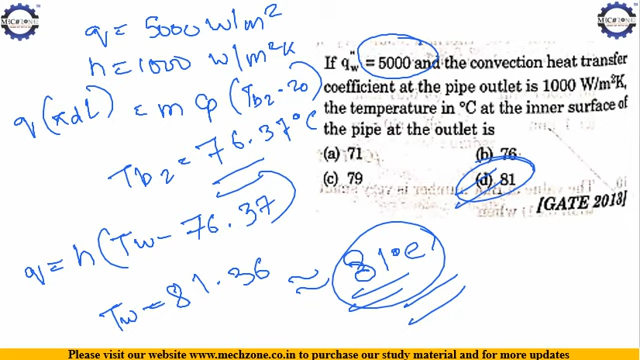 MECHZONE
MECHZONE
q = 5000 W/m²
h = 1000 W/m²K
q(πdL) = m cp (Tb2 - 20)
Tb2 = 76.37°C
q = h(Tw - 76.37)
Tw = 81.36 ≈ 81°C
If q"w = 5000 and the convection heat transfer
coefficient at the pipe outlet is 1000 W/m²K,
the temperature in °C at the inner surface of
the pipe at the outlet is
(a) 71 (b) 76
(c) 79 (d) 81
[GATE 2013]
Please visit our website www.mechzone.co.in to purchase our study material and for more updates